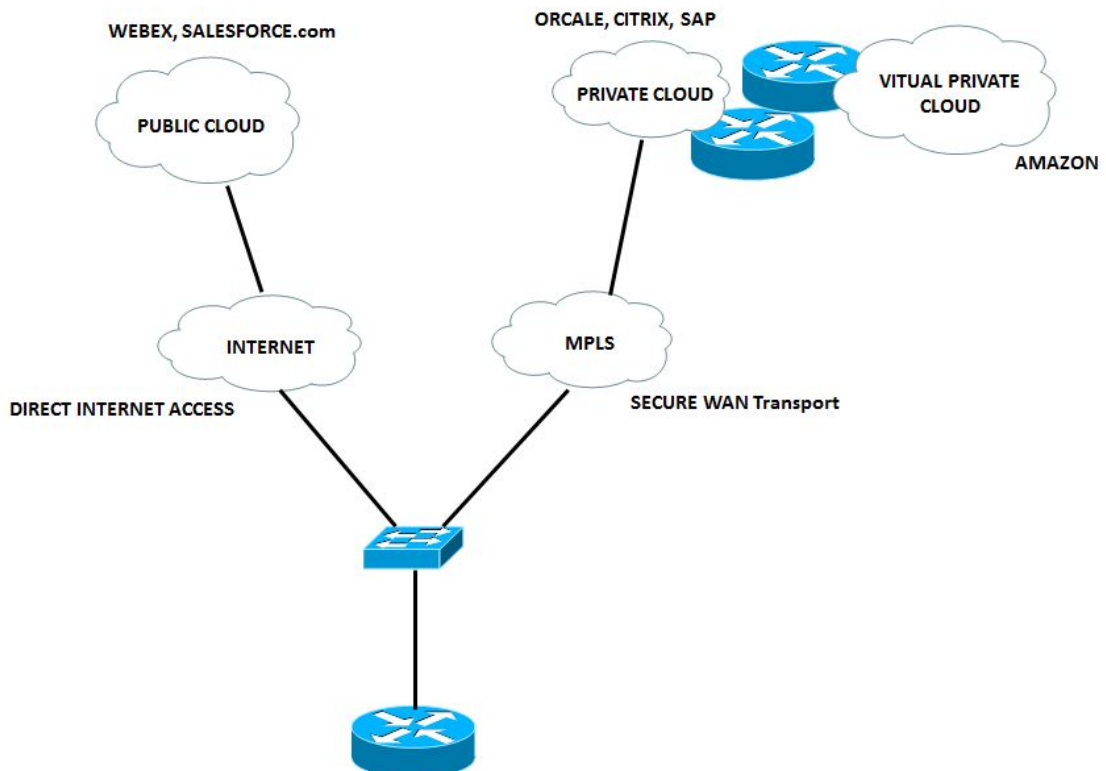 WEBEX, SALESFORCE.com
ORCALE, CITRIX, SAP
PUBLIC CLOUD
PRIVATE CLOUD
VITUAL PRIVATE
CLOUD
AMAZON
INTERNET
MPLS
DIRECT INTERNET ACCESS
SECURE WAN Transport